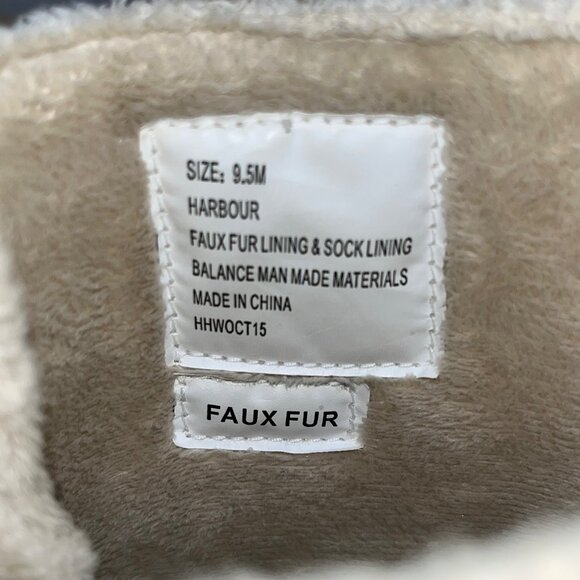 SIZE: 9.5M
HARBOUR
FAUX FUR LINING & SOCK LINING
BALANCE MAN MADE MATERIALS
MADE IN CHINA
HHWOCT15
FAUX FUR